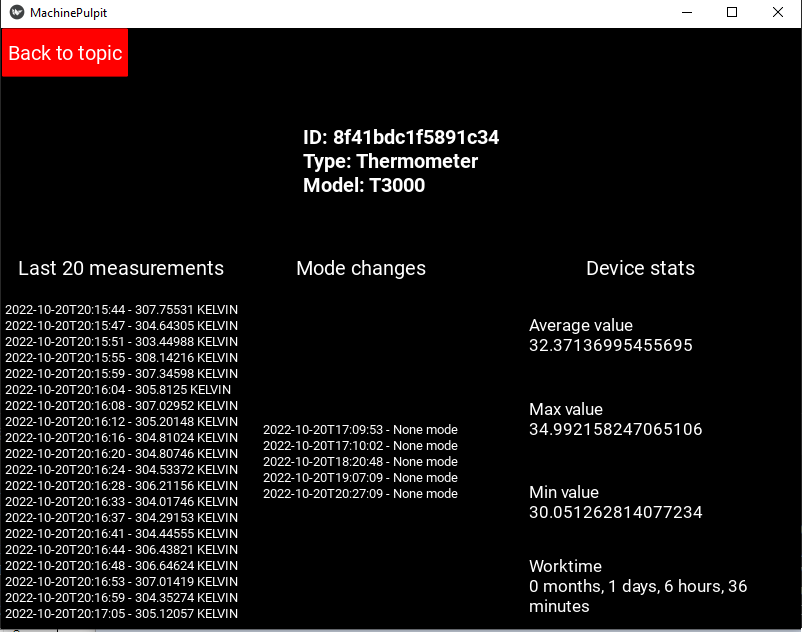 MachinePulpit
Back to topic
ID: 8f41bdc1f5891c34
Type: Thermometer
Model: T3000
Last 20 measurements
2022-10-20T20:15:44 - 307.75531 KELVIN
2022-10-20T20:15:47 - 304.64305 KELVIN
2022-10-20T20:15:51 - 303.44988 KELVIN
2022-10-20T20:15:55 - 308.14216 KELVIN
2022-10-20T20:15:59 - 307.34598 KELVIN
2022-10-20T20:16:04 - 305.8125 KELVIN
2022-10-20T20:16:08 - 307.02952 KELVIN
2022-10-20T20:16:12 - 305.20148 KELVIN
2022-10-20T20:16:16 - 304.81024 KELVIN
2022-10-20T20:16:20 - 304.80746 KELVIN
2022-10-20T20:16:24 - 304.53372 KELVIN
2022-10-20T20:16:28 - 306.21156 KELVIN
2022-10-20T20:16:33 - 304.01746 KELVIN
2022-10-20T20:16:37 - 304.29153 KELVIN
2022-10-20T20:16:41 - 304.44555 KELVIN
2022-10-20T20:16:44 - 306.43821 KELVIN
2022-10-20T20:16:48 - 306.64624 KELVIN
2022-10-20T20:16:53 - 307.01419 KELVIN
2022-10-20T20:16:59 - 304.35274 KELVIN
2022-10-20T20:17:05 - 305.12057 KELVIN
Mode changes
2022-10-20T17:09:53 - None mode
2022-10-20T17:10:02 - None mode
2022-10-20T18:20:48 - None mode
2022-10-20T19:07:09 - None mode
2022-10-20T20:27:09 - None mode
Device stats
Average value
32.37136995455695
Max value
34.992158247065106
Min value
30.051262814077234
Worktime
0 months, 1 days, 6 hours, 36
minutes